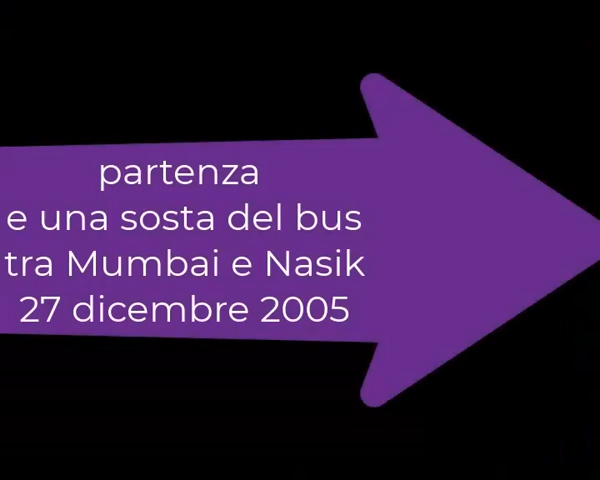 partenza
e una sosta del bus
tra Mumbai e Nasik
27 dicembre 2005